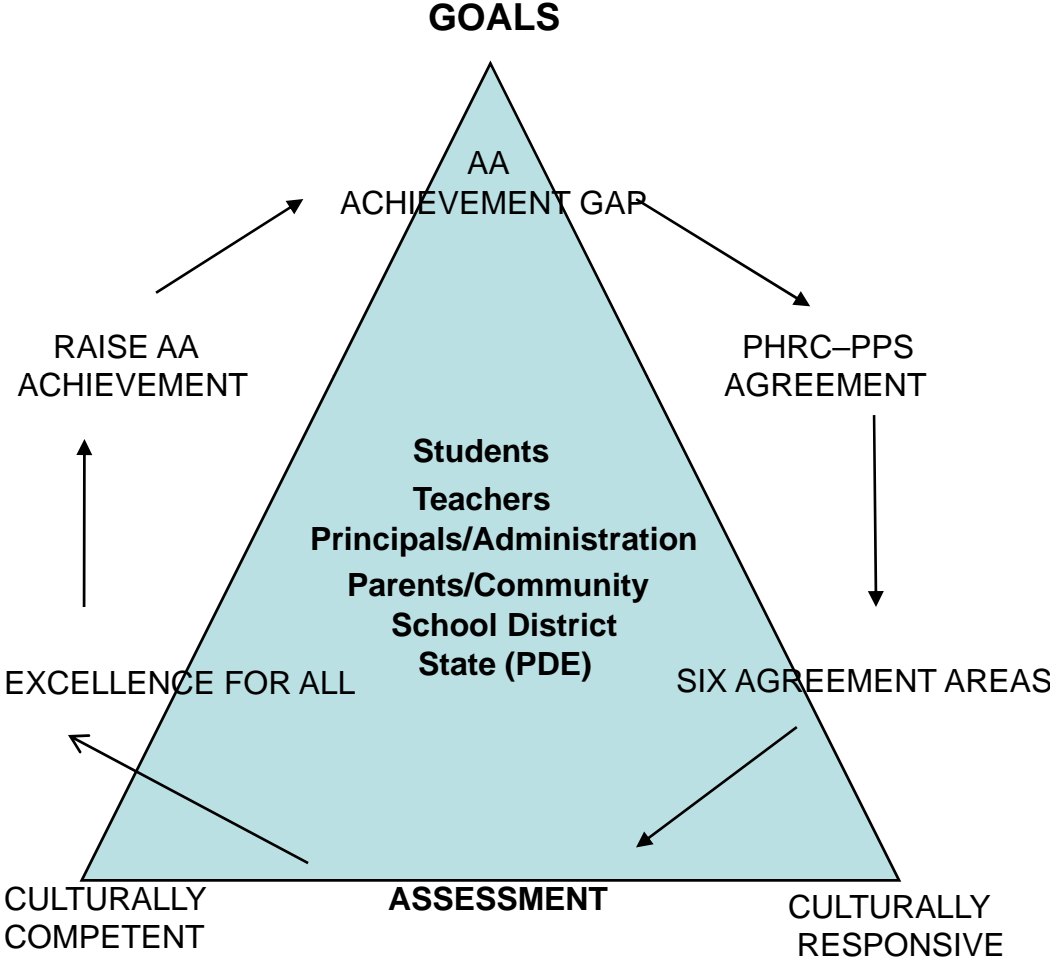 GOALS
AA
ACHIEVEMENT GAP
RAISE AA
ACHIEVEMENT
PHRC–PPS
AGREEMENT
Students
Teachers
Principals/Administration
Parents/Community
School District
State (PDE)
EXCELLENCE FOR ALL
SIX AGREEMENT AREAS
CULTURALLY
COMPETENT
ASSESSMENT
CULTURALLY
RESPONSIVE